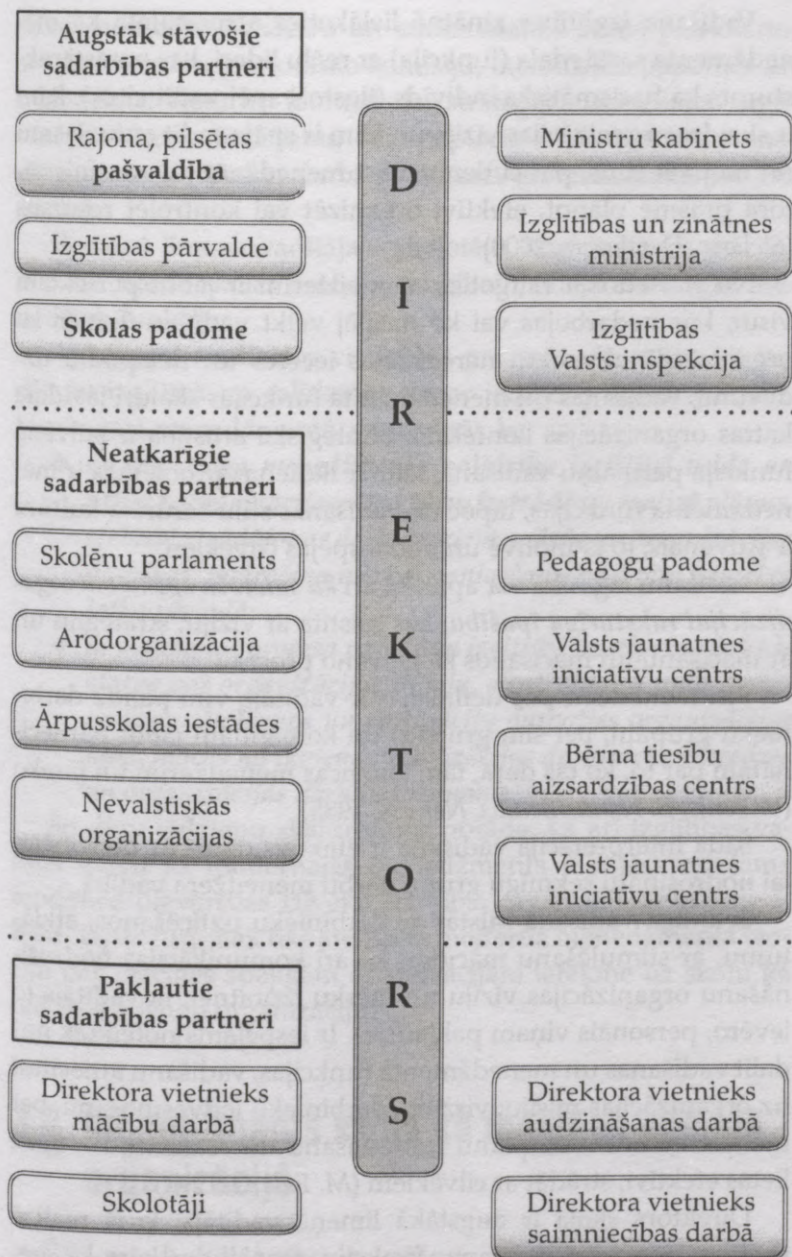 Augstāk stāvošie
sadarbības partneri
Rajona, pilsētas
pašvaldība
Izglītības pārvalde
Skolas padome
Ministru kabinets
Izglītības un zinātnes
ministrija
Izglītības
Valsts inspekcija
Neatkarīgie
sadarbības partneri
Skolēnu parlaments
Arodorganizācija
Ārpusskolas iestādes
Nevalstiskās
organizācijas
Pedagogu padome
Valsts jaunatnes
iniciatīvu centrs
Bērna tiesību
aizsardzības centrs
Valsts jaunatnes
iniciatīvu centrs
Pakļautie
sadarbības partneri
Direktora vietnieks
mācību darbā
Skolotāji
Direktora vietnieks
audzināšanas darbā
Direktora vietnieks
saimniecības darbā
D
I
R
E
K
T
O
R
S